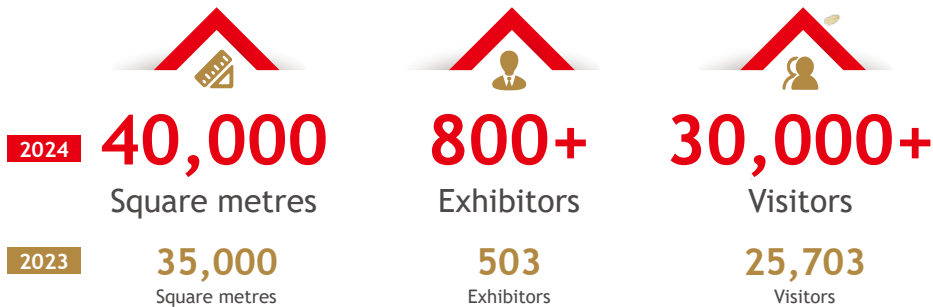 2024 40,000 800+ 30,000+
Square metres Exhibitors Visitors
2023 35,000 503 25,703
Square metres Exhibitors Visitors